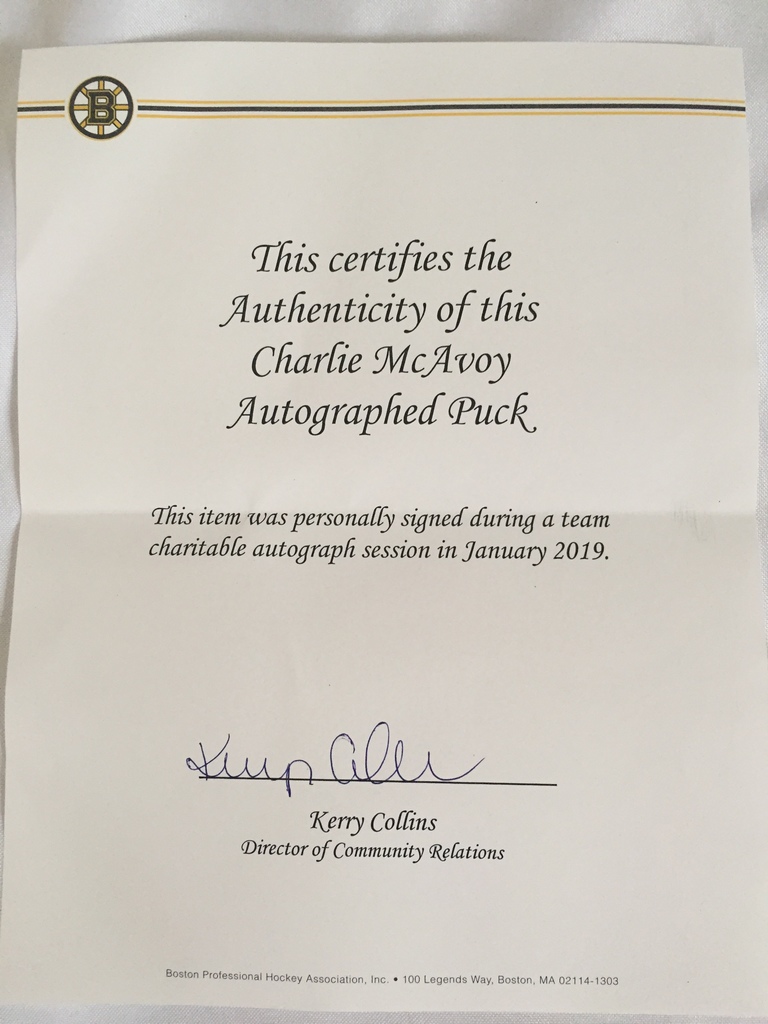 B
This certifies the
Authenticity of this
Charlie McAvoy
Autographed Puck
This item was personally signed during a team
charitable autograph session in January 2019.
Kerry Collins
Kerry Collins
Director of Community Relations
Boston Professional Hockey Association, Inc. • 100 Legends Way, Boston, MA 02114-1303